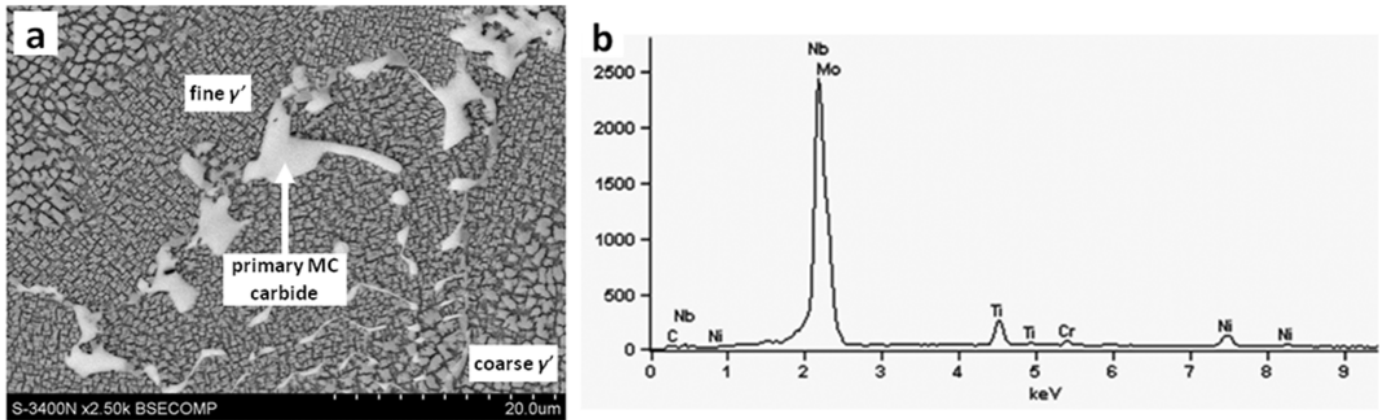 a
fine γ′
primary MC
carbide
coarse γ′
S-3400N x2.50k BSECOMP 20.0um
b
Nb
Mo
2500
2000
1500
1000
500
0
Nb
C
Ni
Ti
Ti
Cr
Ni
Ni
0 1 2 3 4 5 6 7 8 9
keV